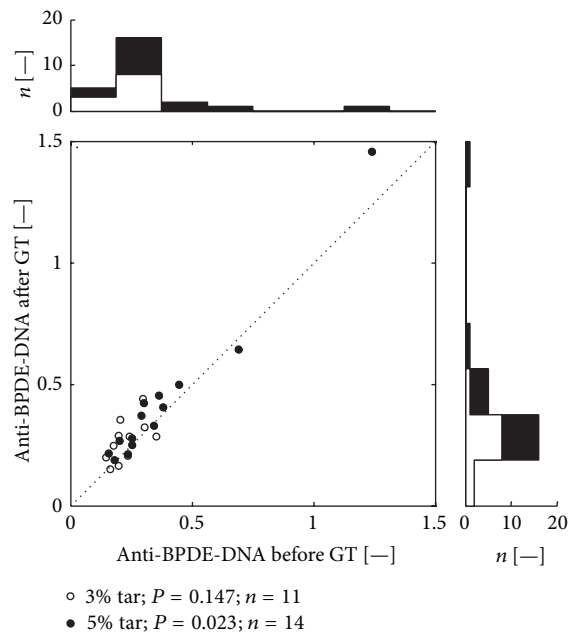 n [—]
20
10
0
Anti-BPDE-DNA after GT [—]
1.5
1
0.5
0
0
0.5
1
1.5
Anti-BPDE-DNA before GT [—]
0
10
20
n [—]
3% tar; P = 0.147; n = 11
5% tar; P = 0.023; n = 14